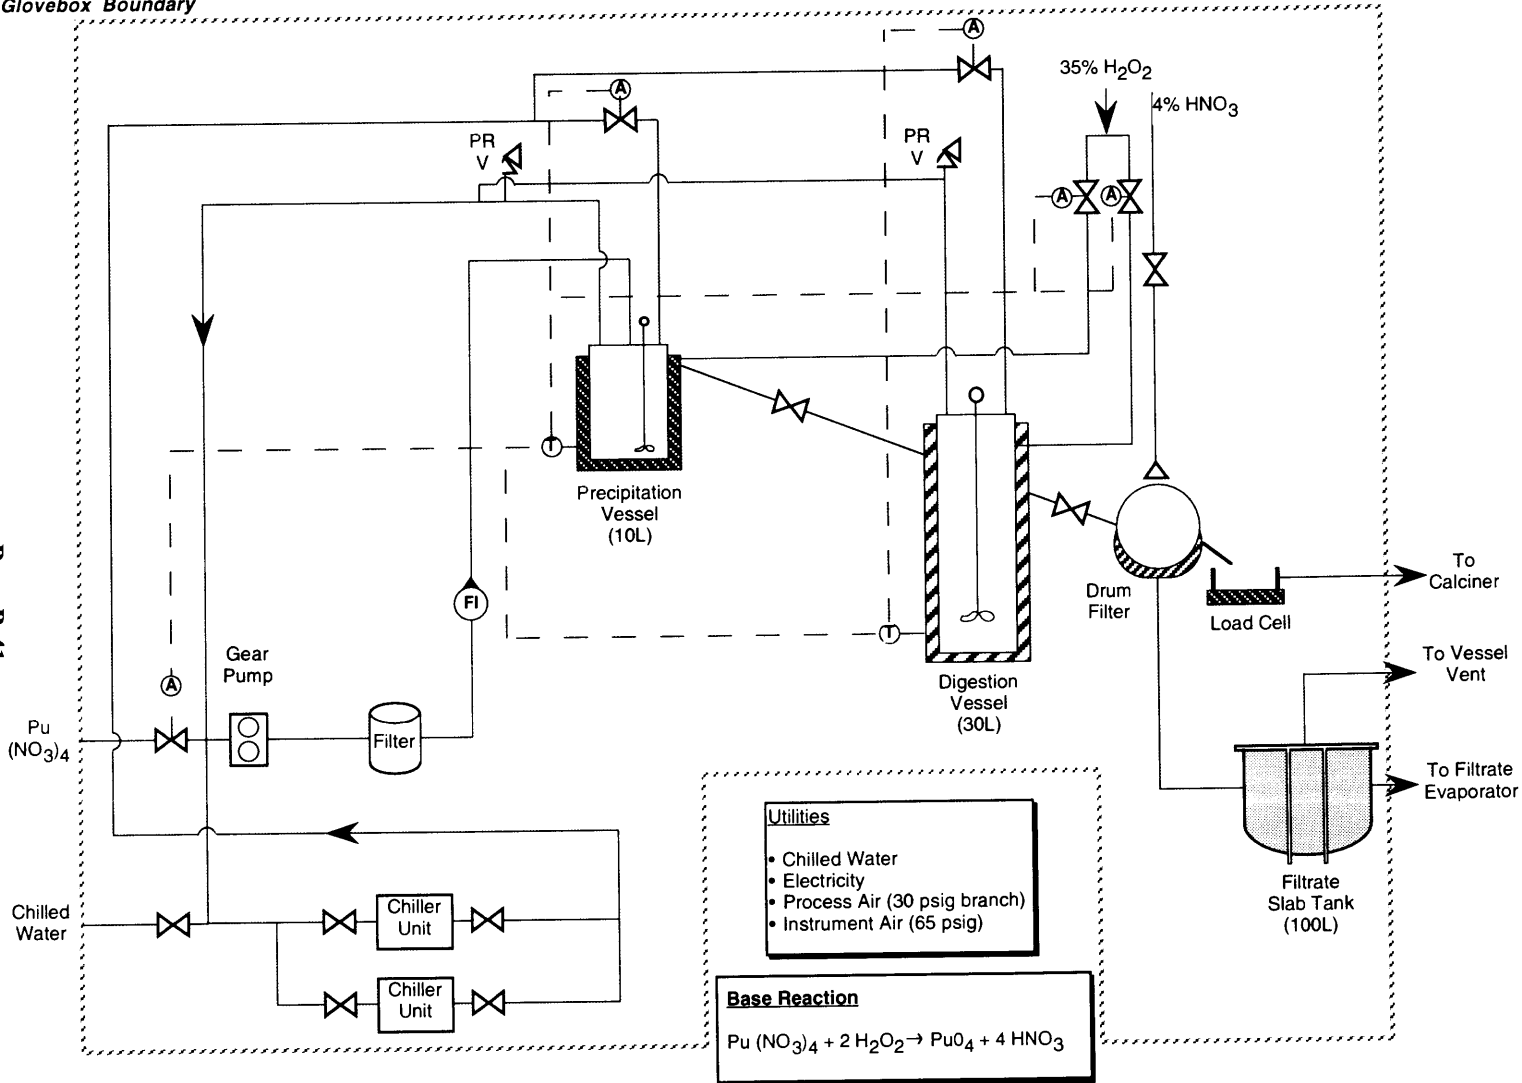 Glovebox Boundary
A
35% H2O2
4% HNO3
A
PR
V
PR
V
A
A
T
Precipitation
Vessel
(10L)
To
Calciner
Drum
Filter
Load Cell
FI
T
Gear
Pump
To Vessel
Vent
A
Digestion
Vessel
(30L)
Pu
(NO3)4
Filter
To Filtrate
Evaporator
Utilities
• Chilled Water
• Electricity
• Process Air (30 psig branch)
• Instrument Air (65 psig)
Filtrate
Slab Tank
(100L)
Chilled
Water
Chiller
Unit
Chiller
Unit
Base Reaction
Pu (NO3)4 + 2 H2O2→ Pu04 + 4 HNO3